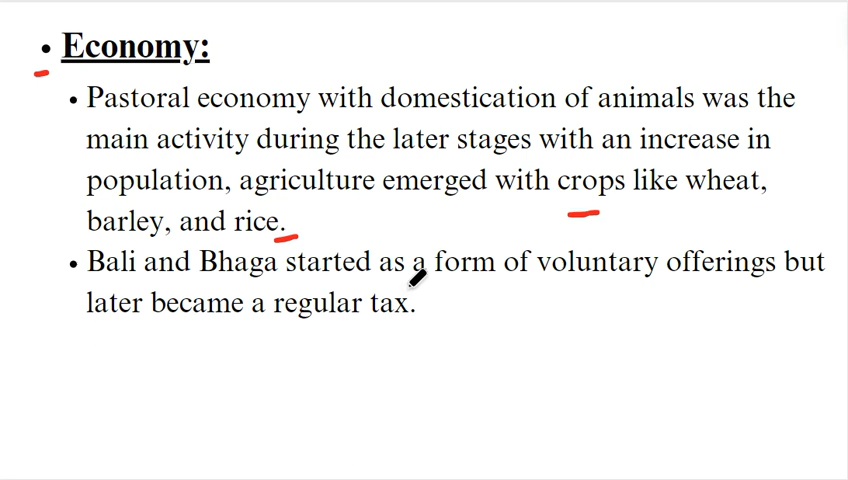 • Economy:
• Pastoral economy with domestication of animals was the
main activity during the later stages with an increase in
population, agriculture emerged with crops like wheat,
barley, and rice.
• Bali and Bhaga started as a form of voluntary offerings but
later became a regular tax.